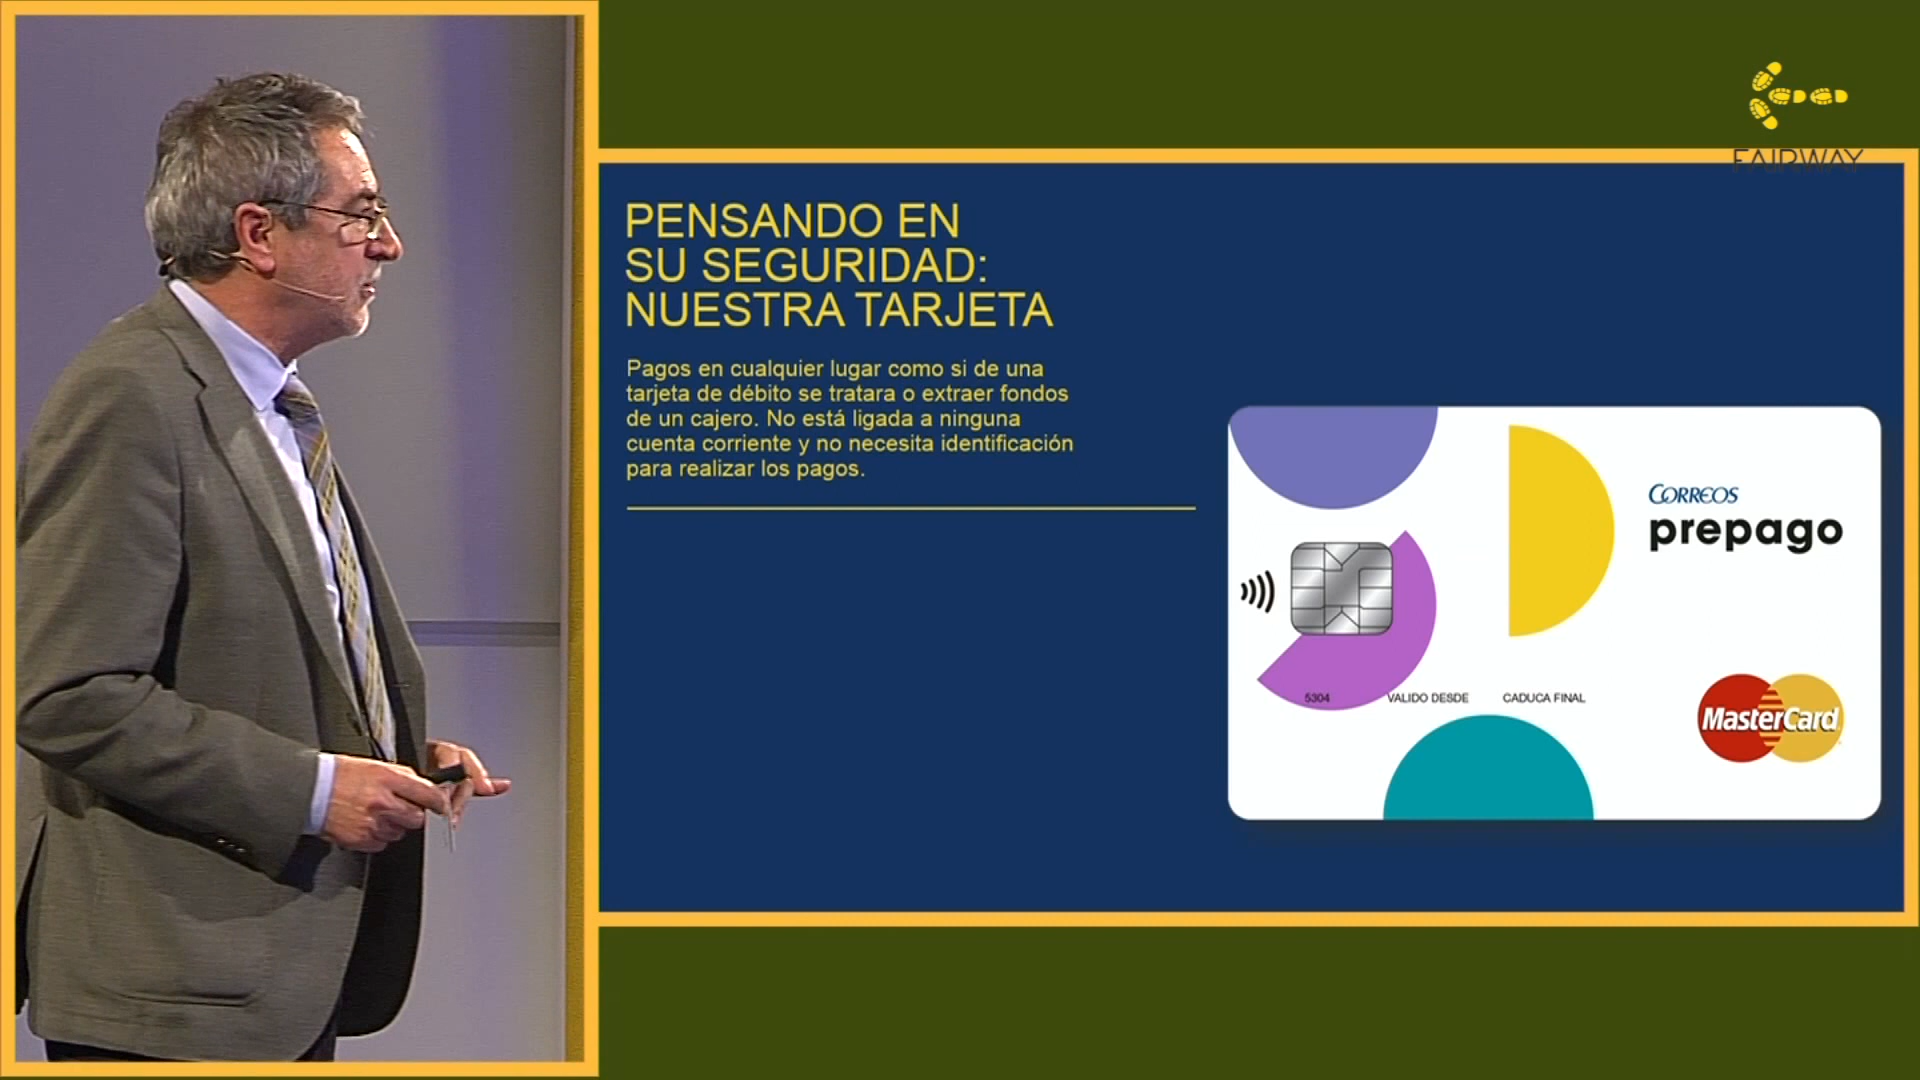 FAIRWAY
PENSANDO EN
SU SEGURIDAD:
NUESTRA TARJETA
Pagos en cualquier lugar como si de una
tarjeta de débito se tratara o extraer fondos
de un cajero. No está ligada a ninguna
cuenta corriente y no necesita identificación
para realizar los pagos.
CORREOS
prepago
5304 VALIDO DESDE CADUCA FINAL
MasterCard